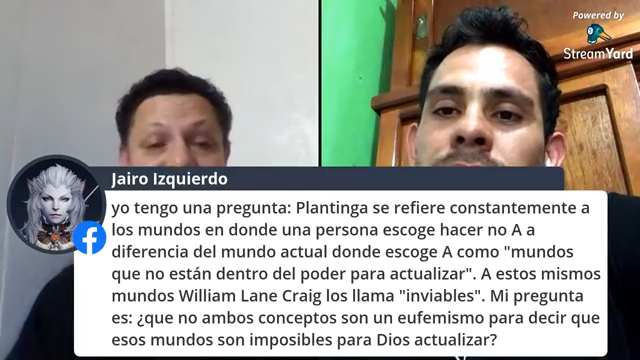 Powered by
StreamYard
Jairo Izquierdo
yo tengo una pregunta: Plantinga se refiere constantemente a
los mundos en donde una persona escoge hacer no A a
diferencia del mundo actual donde escoge A como "mundos
que no están dentro del poder para actualizar". A estos mismos
mundos William Lane Craig los llama "inviables". Mi pregunta
es: ¿que no ambos conceptos son un eufemismo para decir que
esos mundos son imposibles para Dios actualizar?